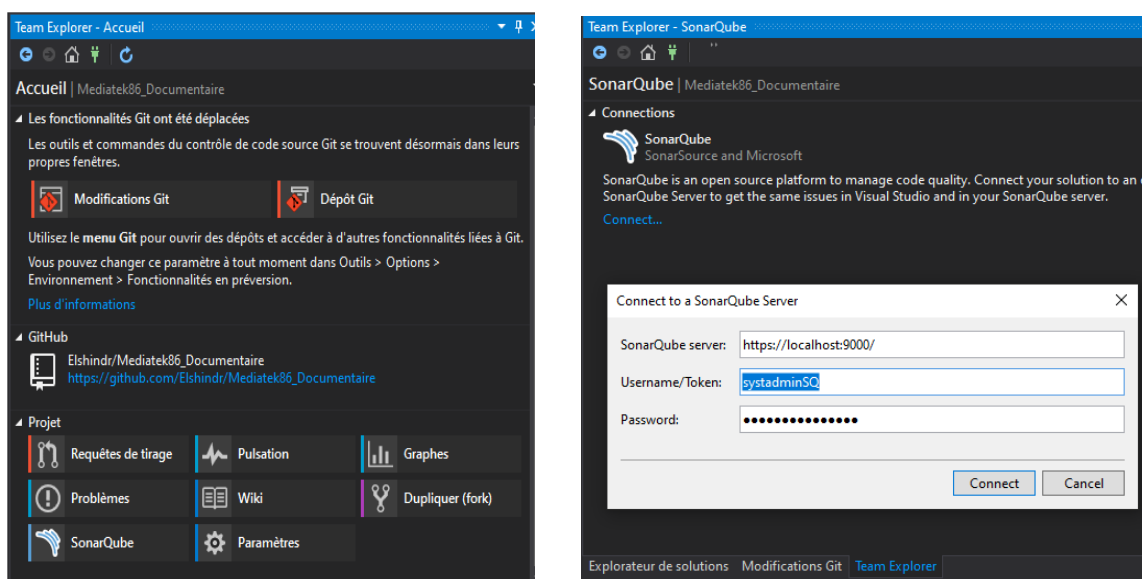 Team Explorer - Accueil
Accueil | Mediatek86_Documentaire
Les fonctionnalités Git ont été déplacées
Les outils et commandes du contrôle de code source Git se trouvent désormais dans leurs
propres fenêtres.
Modifications Git
Dépôt Git
Utilisez le menu Git pour ouvrir des dépôts et accéder à d'autres fonctionnalités liées à Git.
Vous pouvez changer ce paramètre à tout moment dans Outils > Options >
Environnement > Fonctionnalités en préversion.
Plus d'informations
GitHub
Elshindr/Mediatek86_Documentaire
https://github.com/Elshindr/Mediatek86_Documentaire
Projet
Requêtes de tirage
Pulsation
Graphes
Problèmes
Wiki
Dupliquer (fork)
SonarQube
Paramètres
Team Explorer - SonarQube
SonarQube | Mediatek86_Documentaire
Connections
SonarQube
SonarSource and Microsoft
SonarQube is an open source platform to manage code quality. Connect your solution to an
SonarQube Server to get the same issues in Visual Studio and in your SonarQube server.
Connect...
Connect to a SonarQube Server
SonarQube server: https://localhost:9000/
Username/Token: systadminSQ
Password: ●●●●●●●●●●●●●●●
Connect
Cancel
Explorateur de solutions Modifications Git Team Explorer